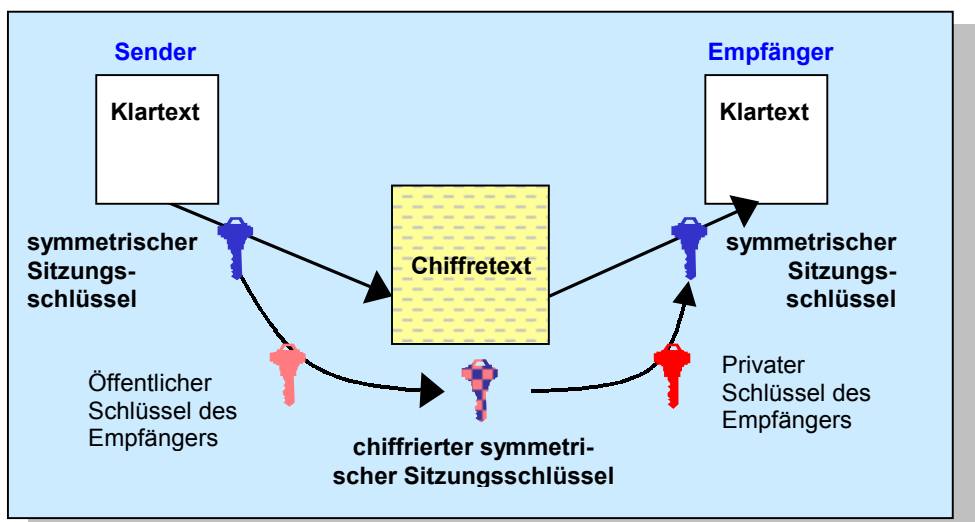 Sender
Empfänger
Klartext
Klartext
symmetrischer
Sitzungs-
schlüssel
Chiffretext
symmetrischer
Sitzungs-
schlüssel
Öffentlicher
Schlüssel des
Empfängers
Privater
Schlüssel des
Empfängers
chiffrierter symmetri-
scher Sitzungsschlüssel